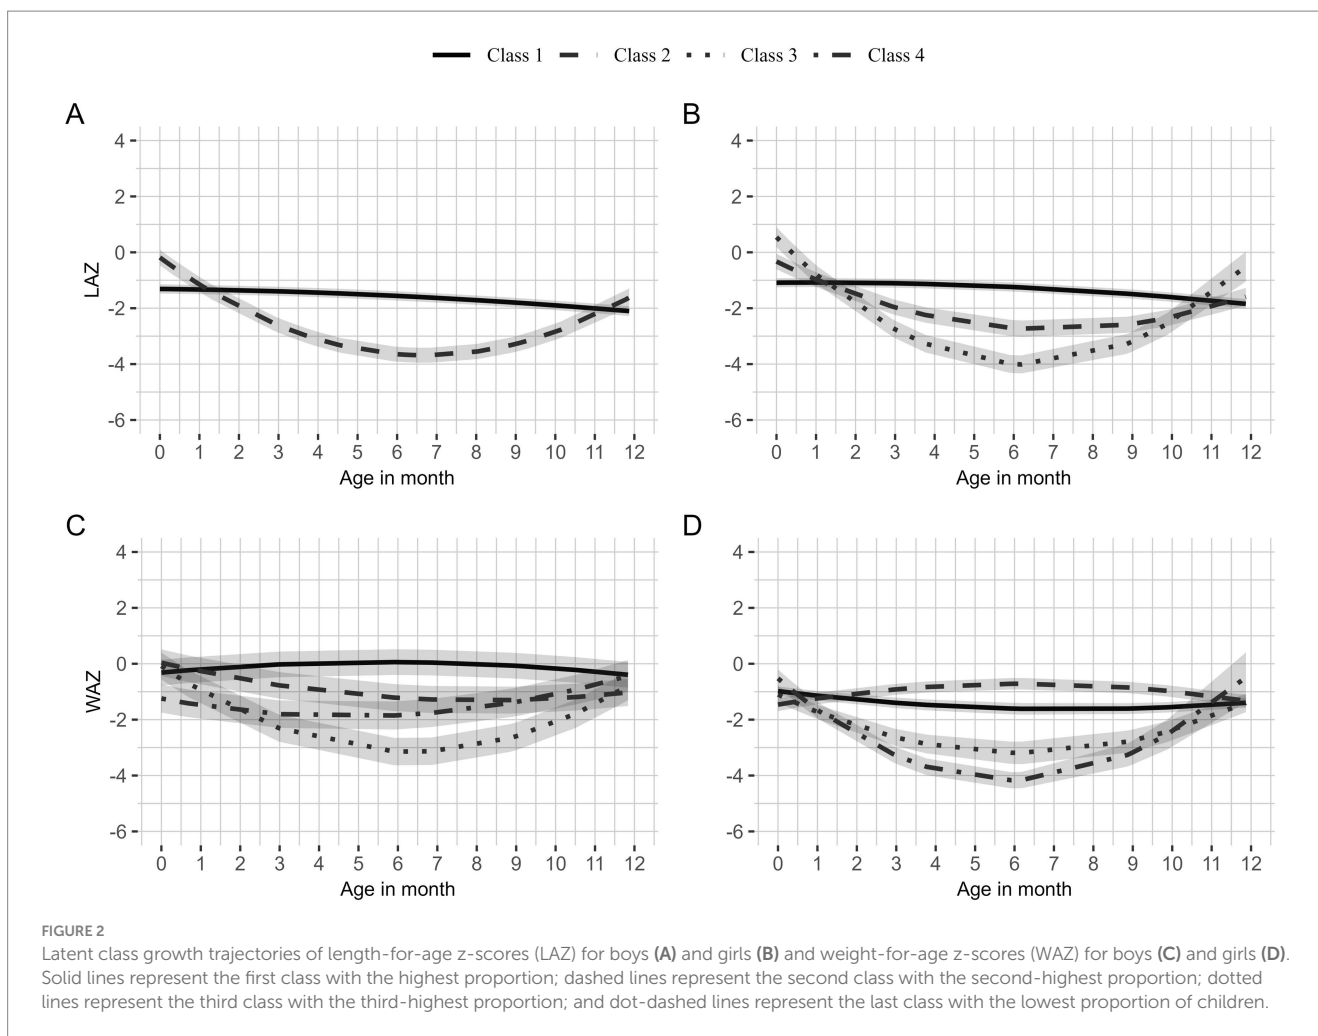 Class 1 Class 2 Class 3 Class 4
A
4
2
0
-2
-4
-6
LAZ
0 1 2 3 4 5 6 7 8 9 10 11 12
Age in month
B
4
2
0
-2
-4
-6
0 1 2 3 4 5 6 7 8 9 10 11 12
Age in month
C
4
2
0
-2
-4
-6
WAZ
0 1 2 3 4 5 6 7 8 9 10 11 12
Age in month
D
4
2
0
-2
-4
-6
0 1 2 3 4 5 6 7 8 9 10 11 12
Age in month
FIGURE 2
Latent class growth trajectories of length-for-age z-scores (LAZ) for boys (A) and girls (B) and weight-for-age z-scores (WAZ) for boys (C) and girls (D).
Solid lines represent the first class with the highest proportion; dashed lines represent the second class with the second-highest proportion; dotted
lines represent the third class with the third-highest proportion; and dot-dashed lines represent the last class with the lowest proportion of children.